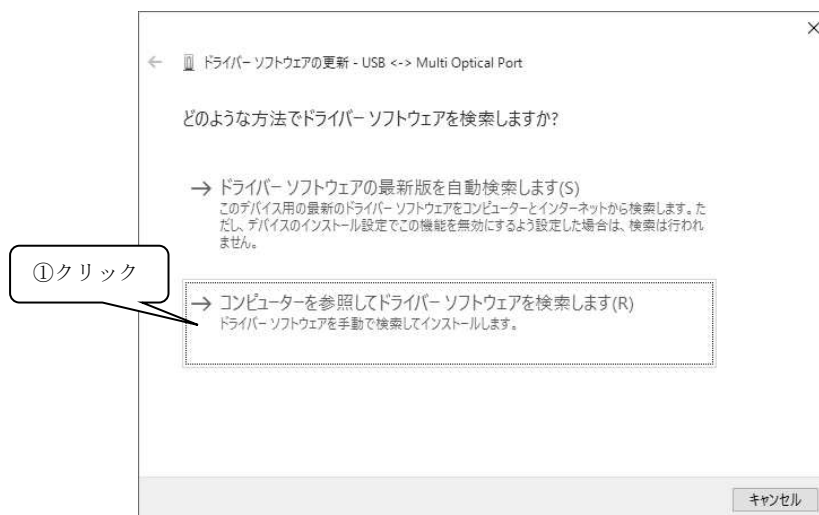 ドライバー ソフトウェアの更新 - USB <-> Multi Optical Port
どのような方法でドライバー ソフトウェアを検索しますか?
→ ドライバー ソフトウェアの最新版を自動検索します(S)
このデバイス用の最新のドライバー ソフトウェアをコンピューターとインターネットから検索します。た
だし、デバイスのインストール設定でこの機能を無効にするよう設定した場合は、検索は行われ
ません。
①クリック
→ コンピューターを参照してドライバー ソフトウェアを検索します(R)
ドライバー ソフトウェアを手動で検索してインストールします。
キャンセル